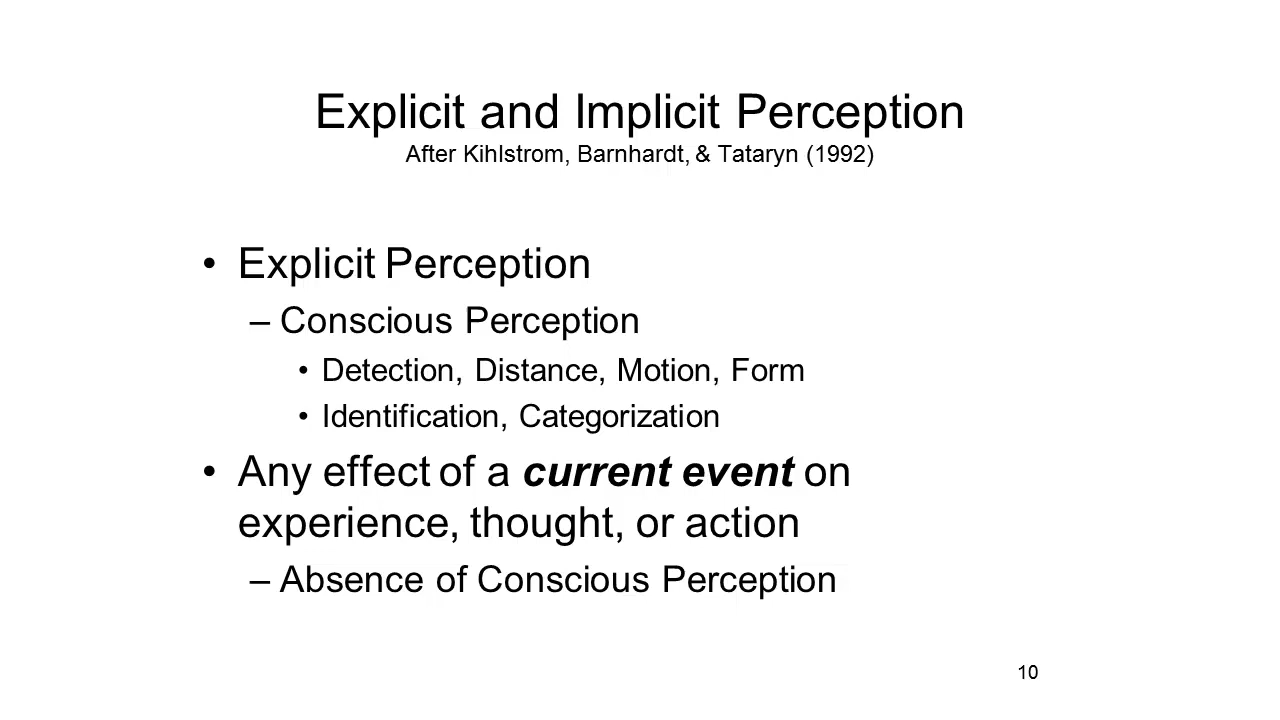 Explicit and Implicit Perception
After Kihlstrom, Barnhardt, & Tataryn (1992)
• Explicit Perception
– Conscious Perception
• Detection, Distance, Motion, Form
• Identification, Categorization
• Any effect of a current event on
experience, thought, or action
– Absence of Conscious Perception
10